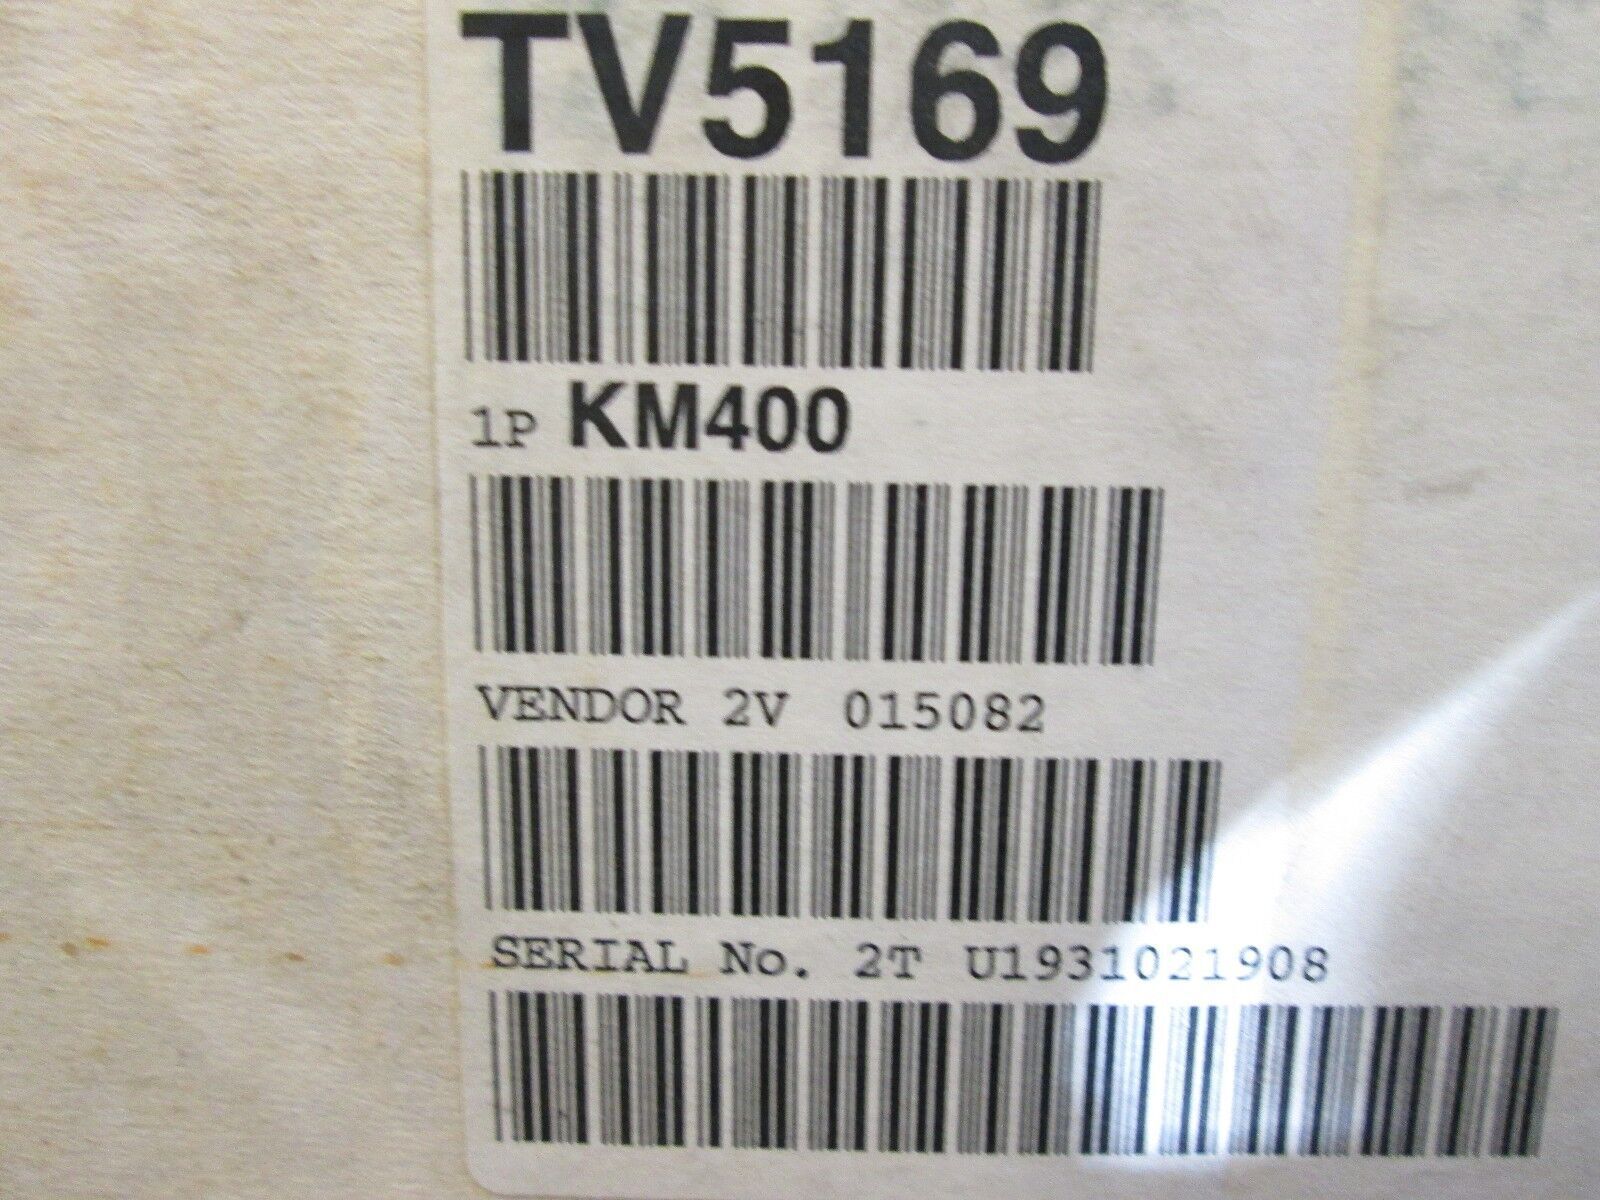 TV5169
1P KM400
VENDOR 2V 015082
SERIAL No. 2T U1931021908